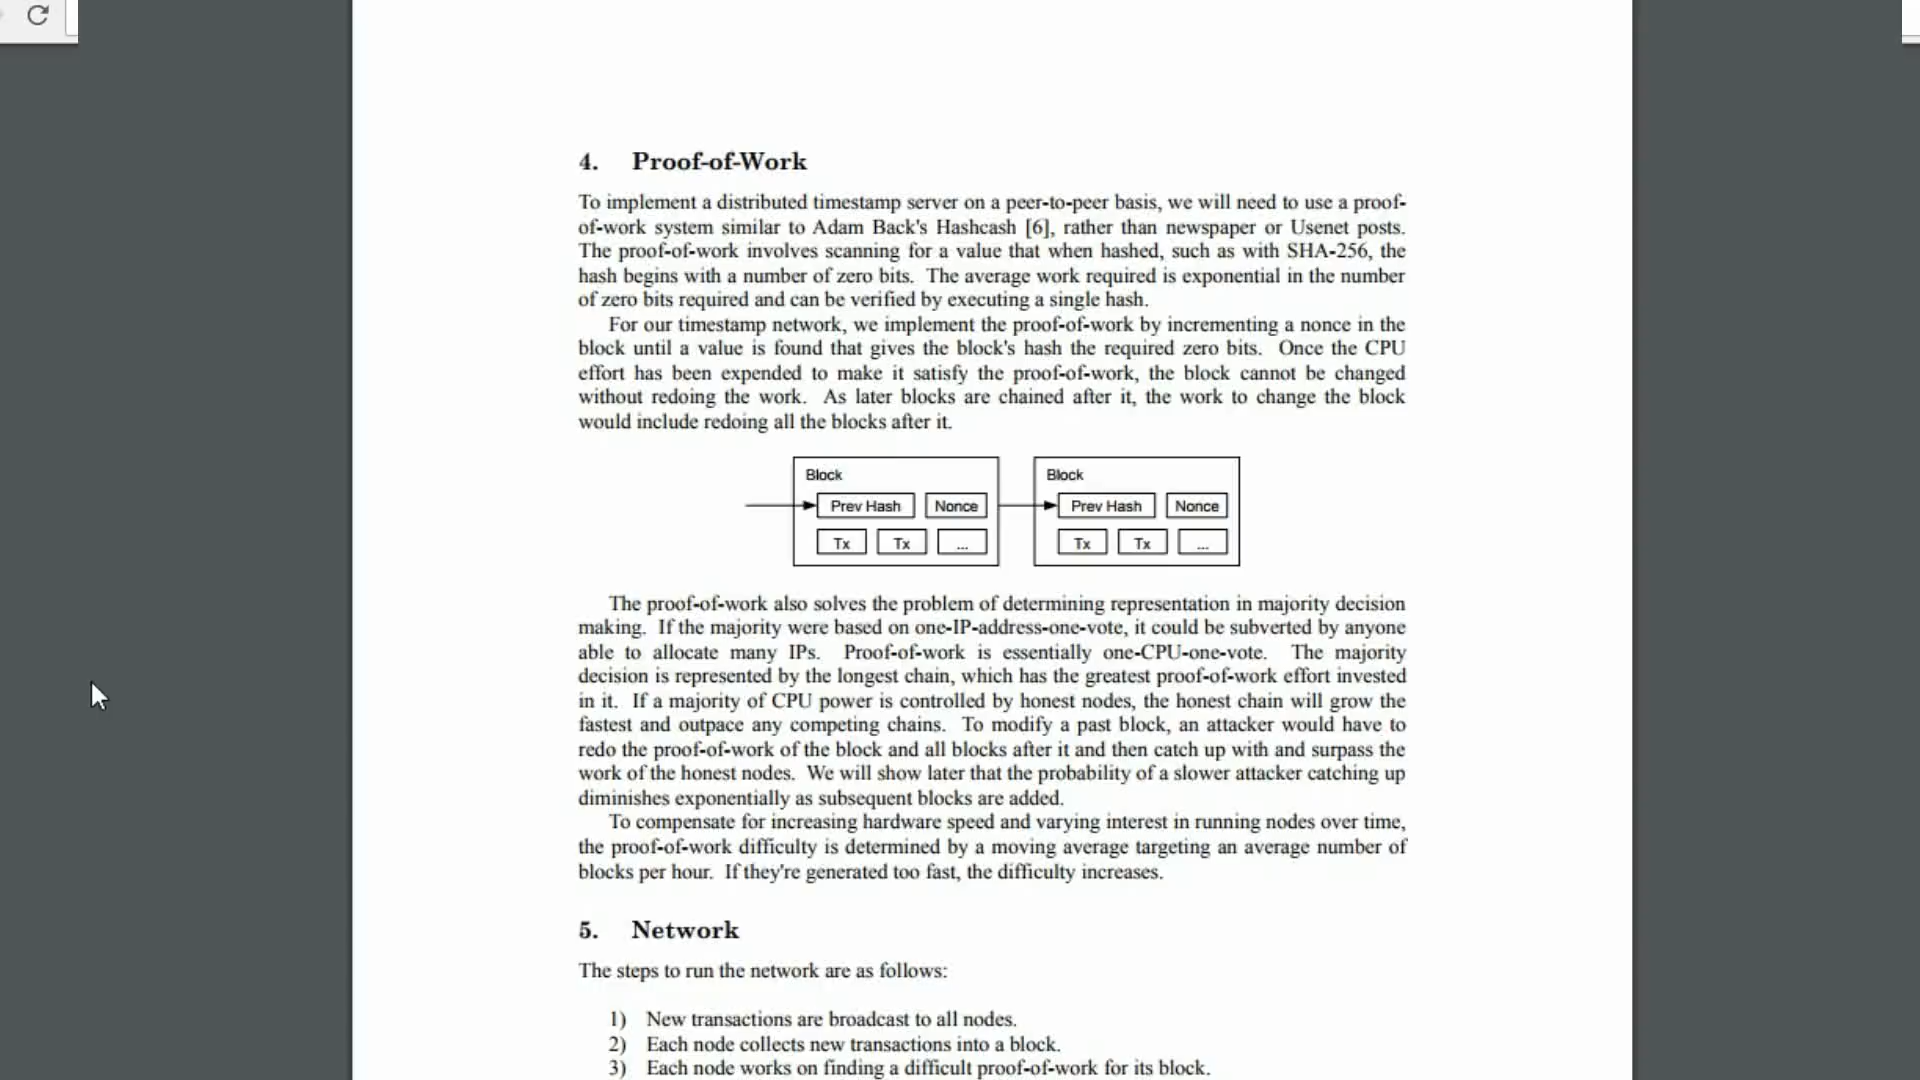 4. Proof-of-Work
To implement a distributed timestamp server on a peer-to-peer basis, we will need to use a proof-
of-work system similar to Adam Back's Hashcash [6], rather than newspaper or Usenet posts.
The proof-of-work involves scanning for a value that when hashed, such as with SHA-256, the
hash begins with a number of zero bits. The average work required is exponential in the number
of zero bits required and can be verified by executing a single hash.
For our timestamp network, we implement the proof-of-work by incrementing a nonce in the
block until a value is found that gives the block's hash the required zero bits. Once the CPU
effort has been expended to make it satisfy the proof-of-work, the block cannot be changed
without redoing the work. As later blocks are chained after it, the work to change the block
would include redoing all the blocks after it.
Block Block
Prev Hash Nonce Prev Hash Nonce
Tx Tx ... Tx Tx ...
The proof-of-work also solves the problem of determining representation in majority decision
making. If the majority were based on one-IP-address-one-vote, it could be subverted by anyone
able to allocate many IPs. Proof-of-work is essentially one-CPU-one-vote. The majority
decision is represented by the longest chain, which has the greatest proof-of-work effort invested
in it. If a majority of CPU power is controlled by honest nodes, the honest chain will grow the
fastest and outpace any competing chains. To modify a past block, an attacker would have to
redo the proof-of-work of the block and all blocks after it and then catch up with and surpass the
work of the honest nodes. We will show later that the probability of a slower attacker catching up
diminishes exponentially as subsequent blocks are added.
To compensate for increasing hardware speed and varying interest in running nodes over time,
the proof-of-work difficulty is determined by a moving average targeting an average number of
blocks per hour. If they're generated too fast, the difficulty increases.
5. Network
The steps to run the network are as follows:
1) New transactions are broadcast to all nodes.
2) Each node collects new transactions into a block.
3) Each node works on finding a difficult proof-of-work for its block.